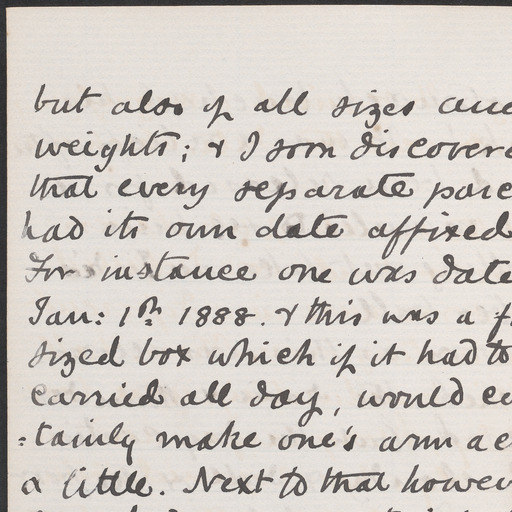 but also of all sizes and
weights; & I soon discovere
that every separate parc
had its own date affixed
For instance one was date
Jan: 1st 1888. & this was a f
sized box which if it had to
carried all day, would ce
=tainly make one's arm ac
a little. Next to that howev